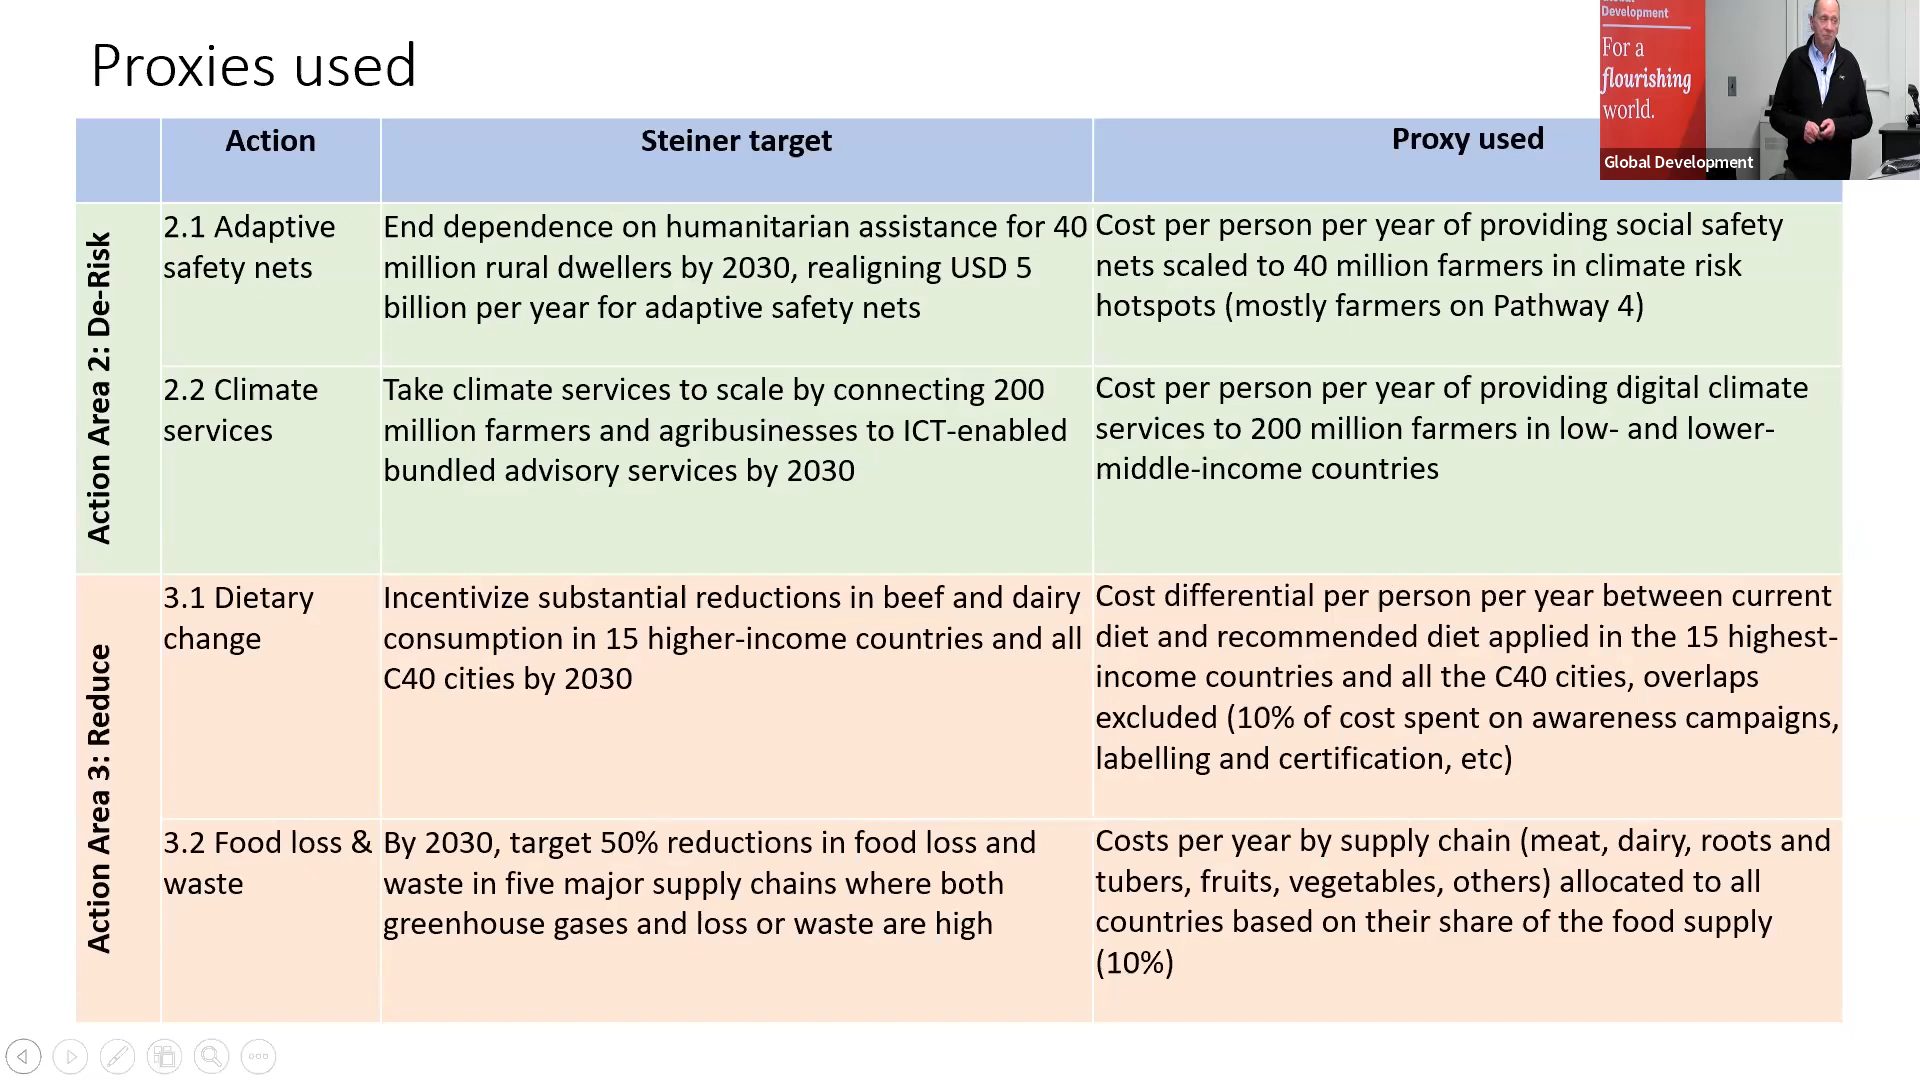 Proxies used
Development
For a
flourishing
world.
Global Development
Action
Steiner target
Proxy used
Action Area 2: De-Risk
2.1 Adaptive
safety nets
End dependence on humanitarian assistance for 40
million rural dwellers by 2030, realigning USD 5
billion per year for adaptive safety nets
Cost per person per year of providing social safety
nets scaled to 40 million farmers in climate risk
hotspots (mostly farmers on Pathway 4)
2.2 Climate
services
Take climate services to scale by connecting 200
million farmers and agribusinesses to ICT-enabled
bundled advisory services by 2030
Cost per person per year of providing digital climate
services to 200 million farmers in low- and lower-
middle-income countries
Action Area 3: Reduce
3.1 Dietary
change
Incentivize substantial reductions in beef and dairy
consumption in 15 higher-income countries and all
C40 cities by 2030
Cost differential per person per year between current
diet and recommended diet applied in the 15 highest-
income countries and all the C40 cities, overlaps
excluded (10% of cost spent on awareness campaigns,
labelling and certification, etc)
3.2 Food loss &
waste
By 2030, target 50% reductions in food loss and
waste in five major supply chains where both
greenhouse gases and loss or waste are high
Costs per year by supply chain (meat, dairy, roots and
tubers, fruits, vegetables, others) allocated to all
countries based on their share of the food supply
(10%)